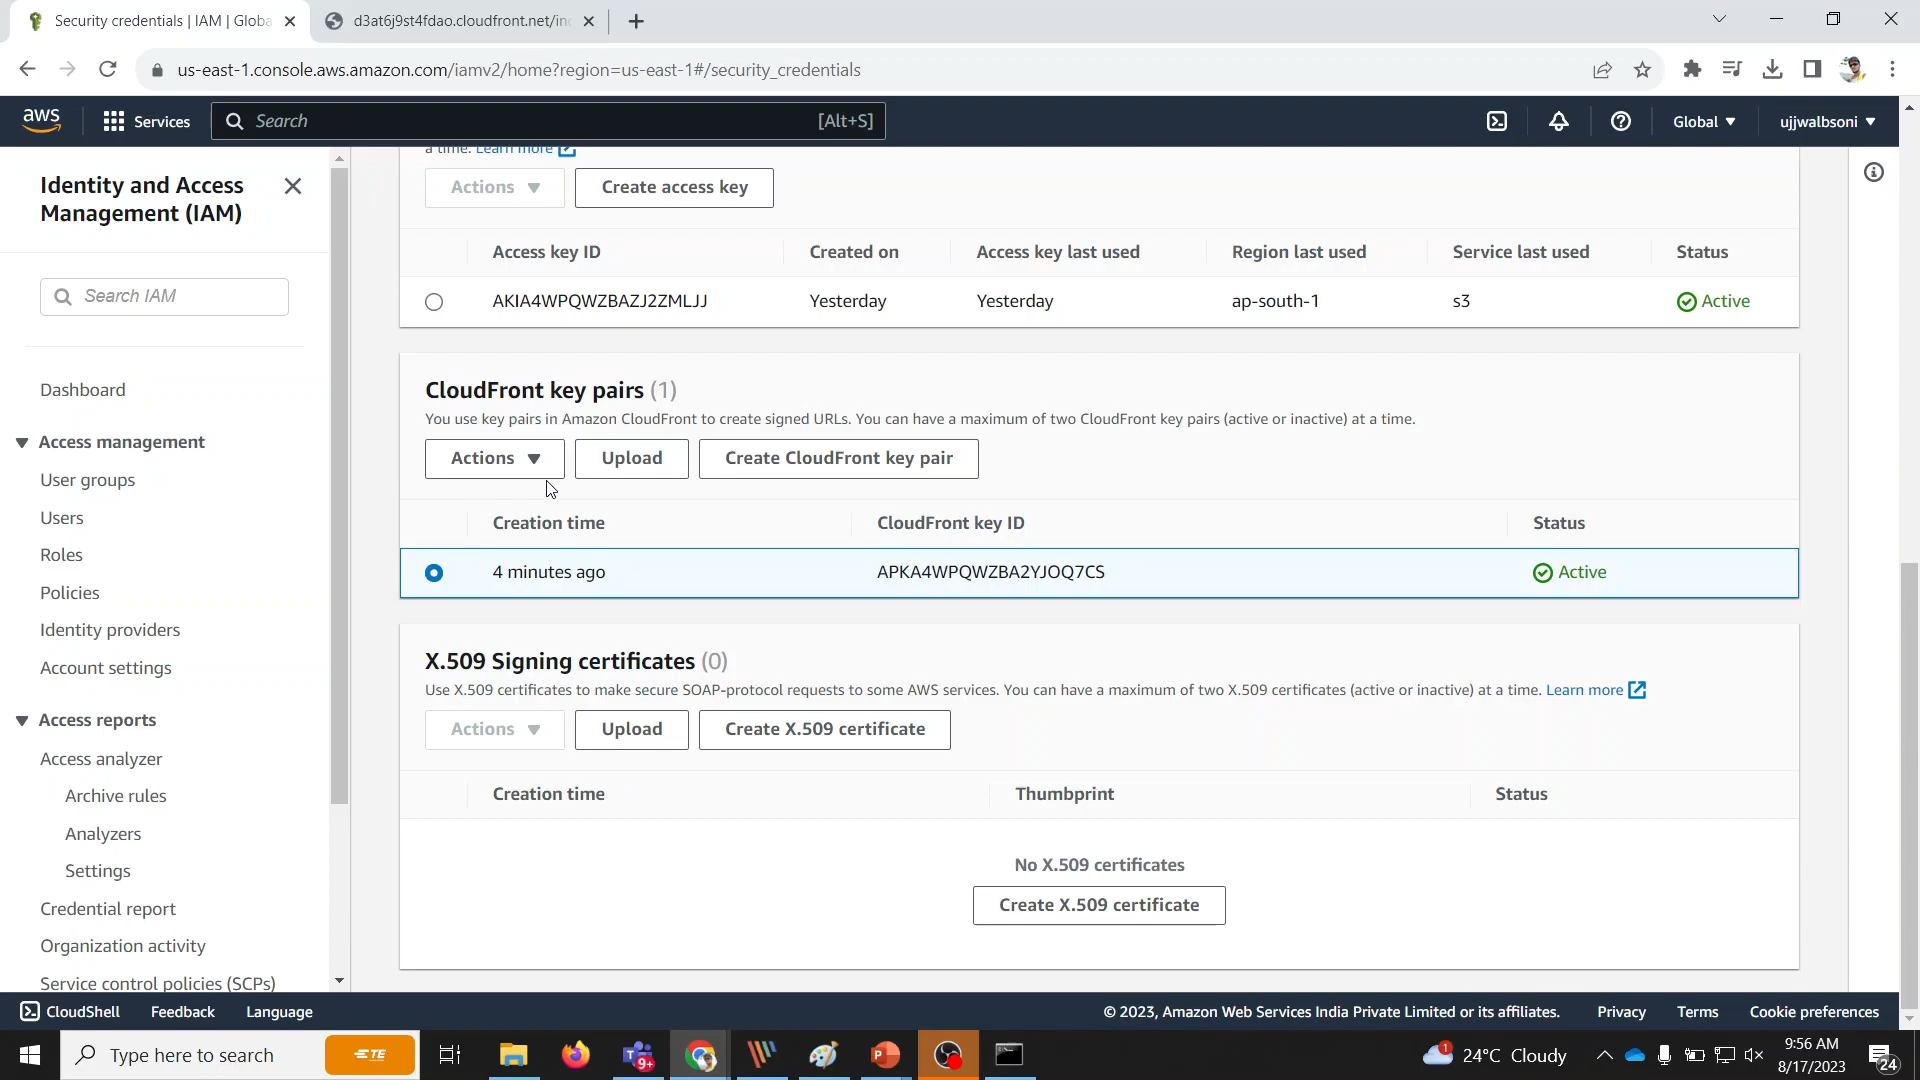 Security credentials | IAM | Globa
d3at6j9st4fdao.cloudfront.net/in
us-east-1.console.aws.amazon.com/iamv2/home?region=us-east-1#/security_credentials
aws
Services
Search
[Alt+S]
Global
ujjwalbsoni
Identity and Access
Management (IAM)
Search IAM
Dashboard
Access management
User groups
Users
Roles
Policies
Identity providers
Account settings
Access reports
Access analyzer
Archive rules
Analyzers
Settings
Credential report
Organization activity
Service control policies (SCPs)
a time. Learn more
Actions
Create access key
Access key ID
Created on
Access key last used
Region last used
Service last used
Status
AKIA4WPQWZBAZJ2ZMLJJ
Yesterday
Yesterday
ap-south-1
s3
Active
CloudFront key pairs (1)
You use key pairs in Amazon CloudFront to create signed URLs. You can have a maximum of two CloudFront key pairs (active or inactive) at a time.
Actions
Upload
Create CloudFront key pair
Creation time
CloudFront key ID
Status
4 minutes ago
APKA4WPQWZBA2YJOQ7CS
Active
X.509 Signing certificates (0)
Use X.509 certificates to make secure SOAP-protocol requests to some AWS services. You can have a maximum of two X.509 certificates (active or inactive) at a time. Learn more
Actions
Upload
Create X.509 certificate
Creation time
Thumbprint
Status
No X.509 certificates
Create X.509 certificate
CloudShell
Feedback
Language
© 2023, Amazon Web Services India Private Limited or its affiliates.
Privacy
Terms
Cookie preferences
Type here to search
TE
9+
P
1
24°C Cloudy
9:56 AM
8/17/2023
24